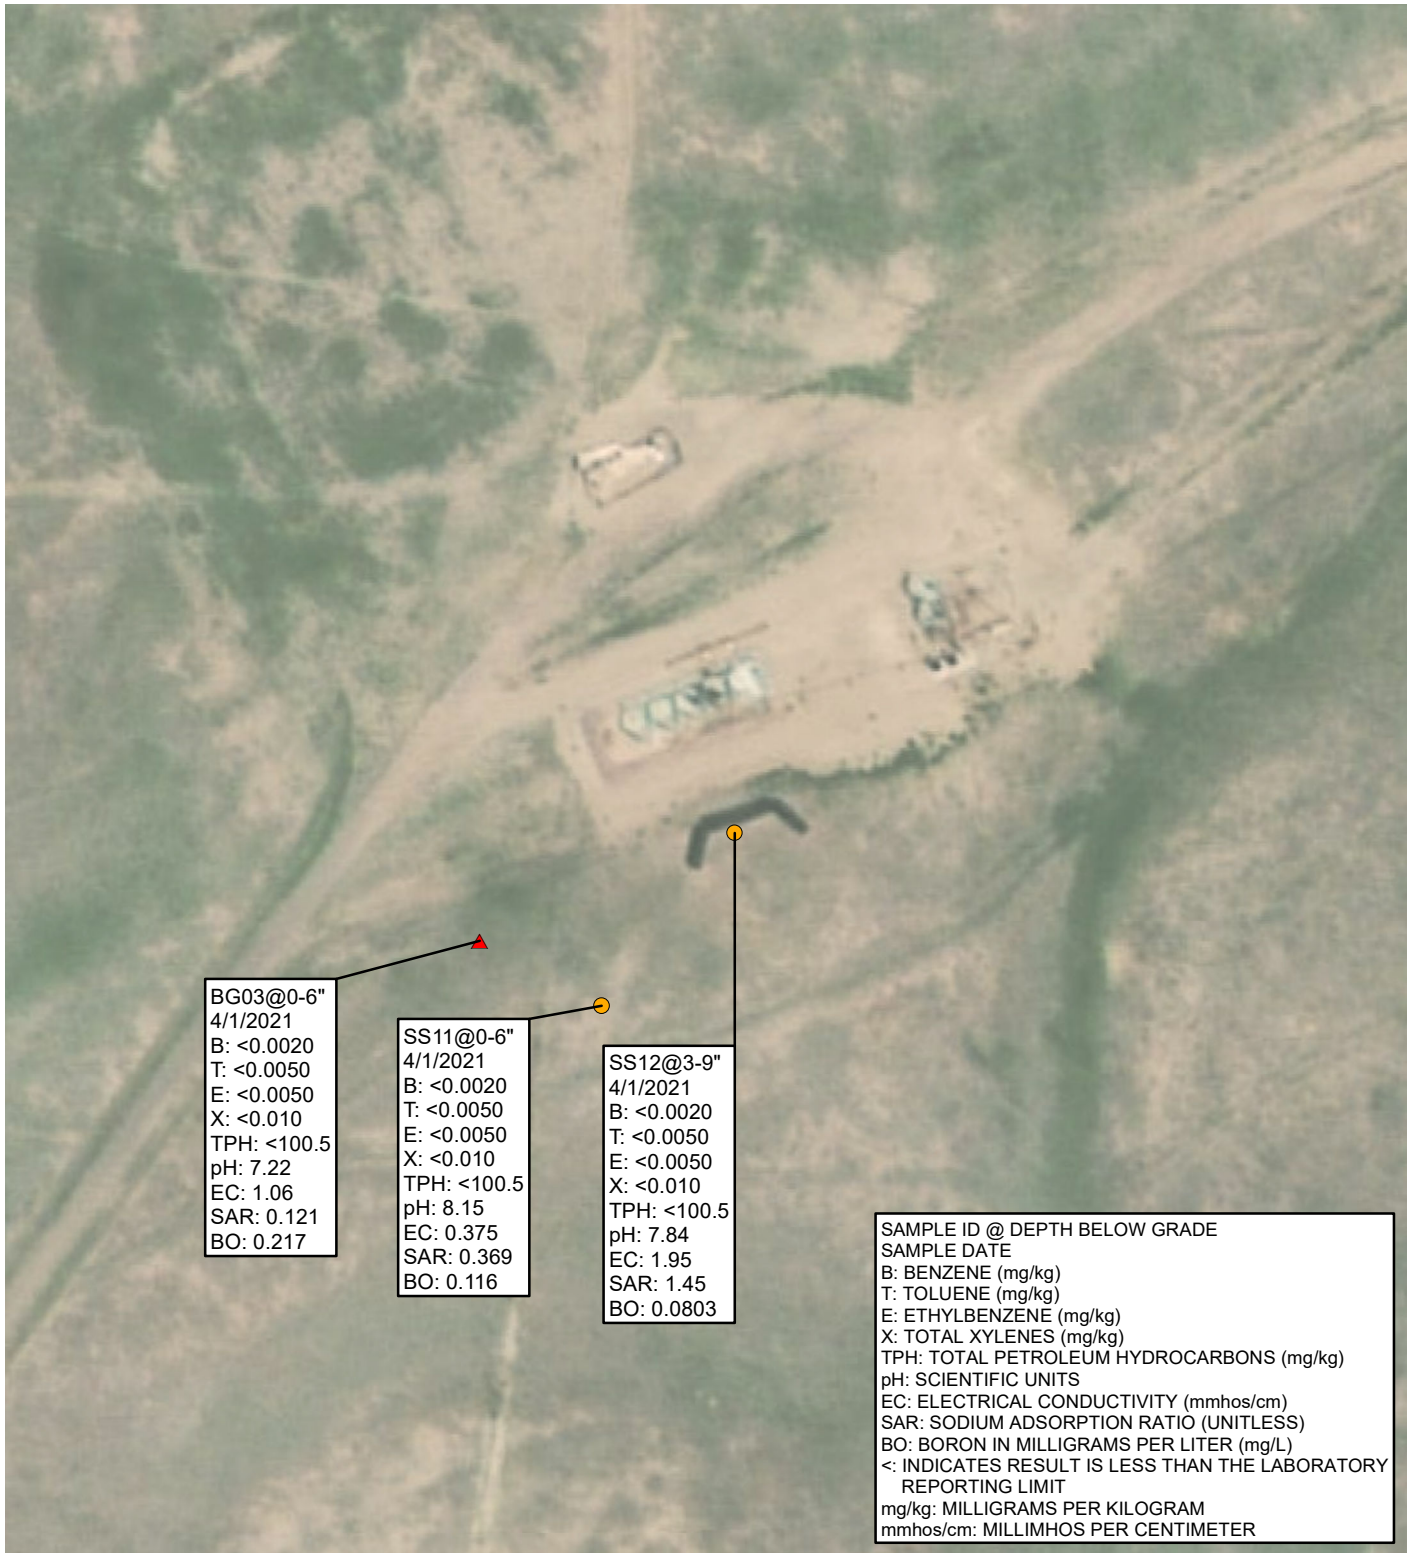 BG03@0-6"
4/1/2021
B: <0.0020
T: <0.0050
E: <0.0050
X: <0.010
TPH: <100.5
pH: 7.22
EC: 1.06
SAR: 0.121
BO: 0.217
SS11@0-6"
4/1/2021
B: <0.0020
T: <0.0050
E: <0.0050
X: <0.010
TPH: <100.5
pH: 8.15
EC: 0.375
SAR: 0.369
BO: 0.116
SS12@3-9"
4/1/2021
B: <0.0020
T: <0.0050
E: <0.0050
X: <0.010
TPH: <100.5
pH: 7.84
EC: 1.95
SAR: 1.45
BO: 0.0803
SAMPLE ID @ DEPTH BELOW GRADE
SAMPLE DATE
B: BENZENE (mg/kg)
T: TOLUENE (mg/kg)
E: ETHYLBENZENE (mg/kg)
X: TOTAL XYLENES (mg/kg)
TPH: TOTAL PETROLEUM HYDROCARBONS (mg/kg)
pH: SCIENTIFIC UNITS
EC: ELECTRICAL CONDUCTIVITY (mmhos/cm)
SAR: SODIUM ADSORPTION RATIO (UNITLESS)
BO: BORON IN MILLIGRAMS PER LITER (mg/L)
<: INDICATES RESULT IS LESS THAN THE LABORATORY
REPORTING LIMIT
mg/kg: MILLIGRAMS PER KILOGRAM
mmhos/cm: MILLIMHOS PER CENTIMETER